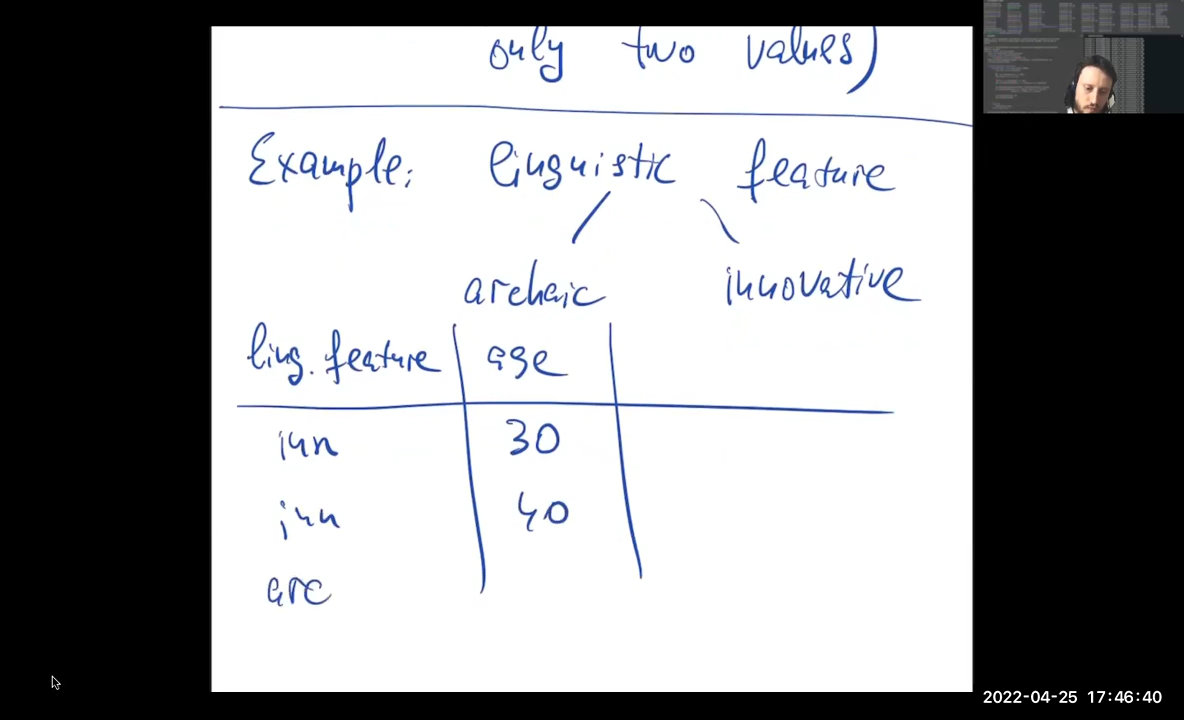 only two values)
Example: linguistic feature
archaic innovative
ling. feature age
inn 30
inn 40
arc
2022-04-25 17:46:40